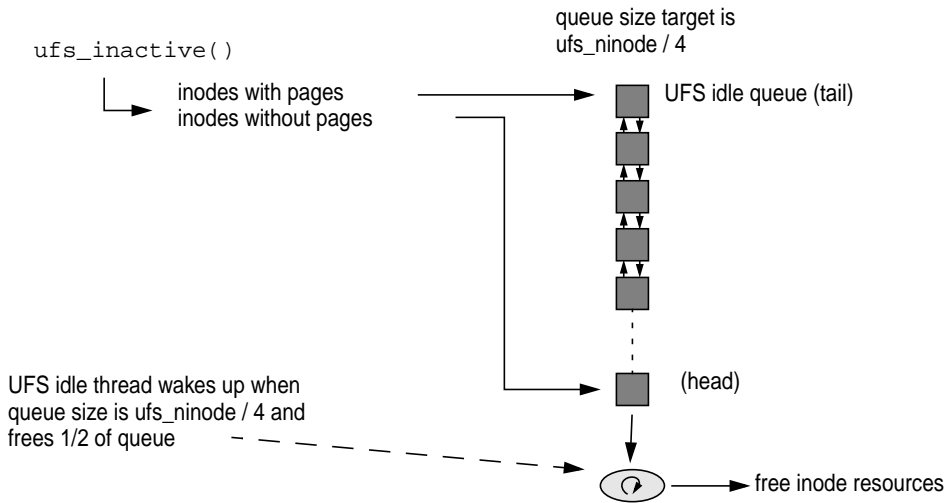 queue size target is
ufs_ninode / 4
ufs_inactive()
inodes with pages
inodes without pages
UFS idle queue (tail)
(head)
UFS idle thread wakes up when
queue size is ufs_ninode / 4 and
frees 1/2 of queue
free inode resources